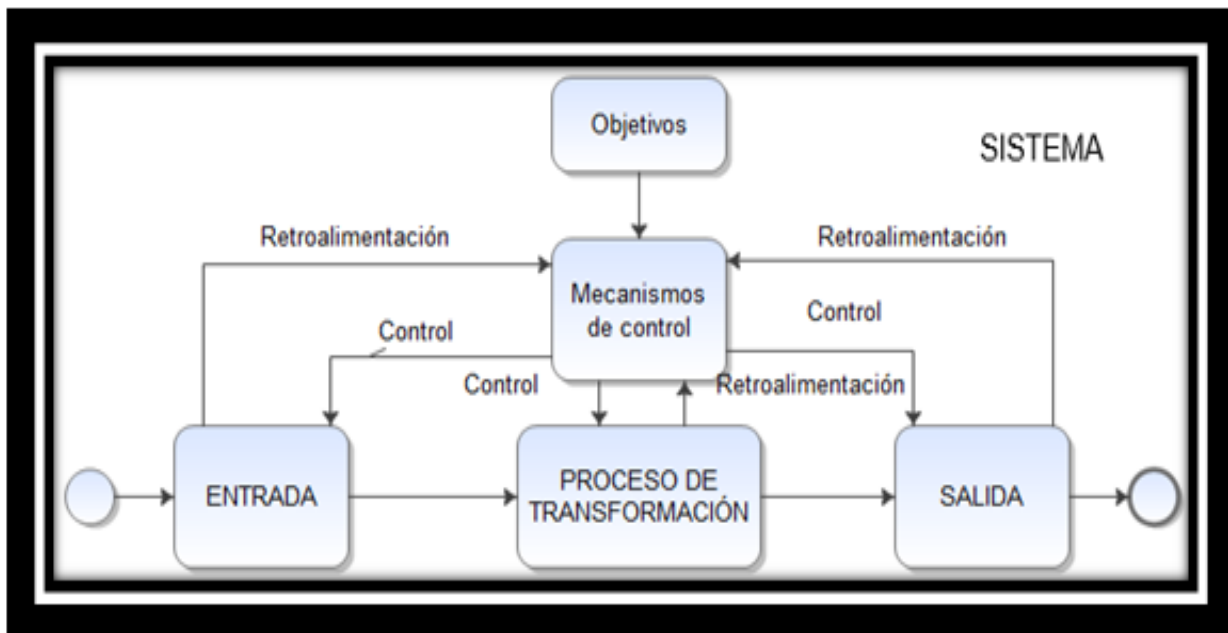 Objetivos
SISTEMA
Retroalimentación
Retroalimentación
Mecanismos
de control
Control
Control
Control
Retroalimentación
ENTRADA
PROCESO DE
TRANSFORMACIÓN
SALIDA